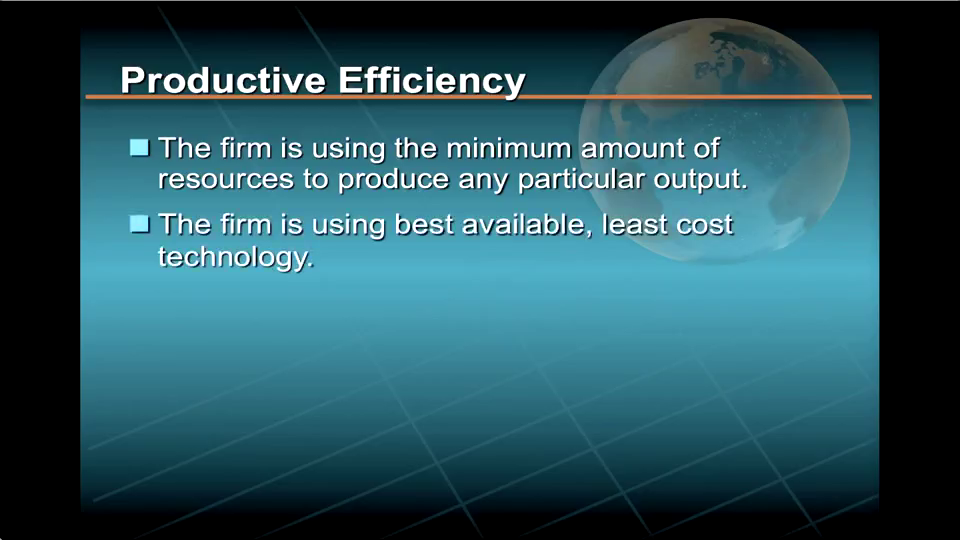 Productive Efficiency
The firm is using the minimum amount of
resources to produce any particular output.
The firm is using best available, least cost
technology.